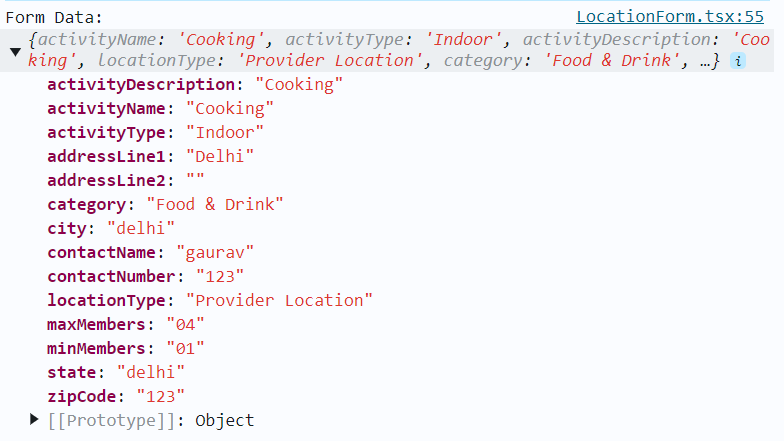 Form Data: LocationForm.tsx:55
{activityName: 'Cooking', activityType: 'Indoor', activityDescription: 'Coo
king', locationType: 'Provider Location', category: 'Food & Drink', …} i
activityDescription: "Cooking"
activityName: "Cooking"
activityType: "Indoor"
addressLine1: "Delhi"
addressLine2: ""
category: "Food & Drink"
city: "delhi"
contactName: "gaurav"
contactNumber: "123"
locationType: "Provider Location"
maxMembers: "04"
minMembers: "01"
state: "delhi"
zipCode: "123"
[[Prototype]]: Object